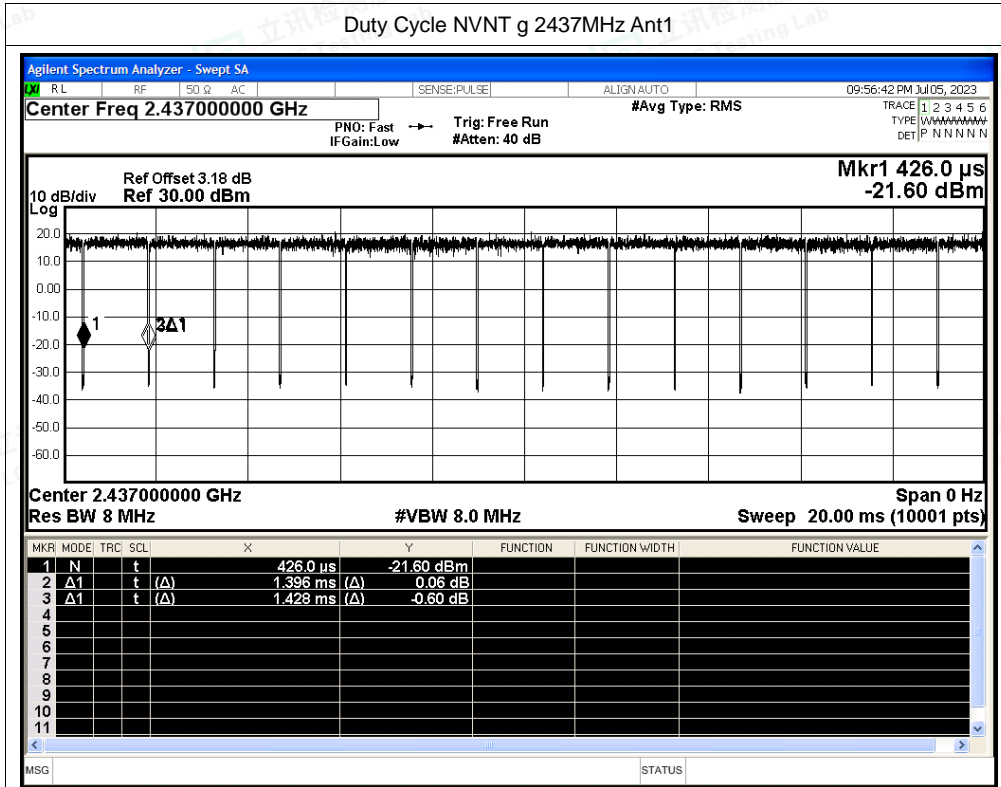 Duty Cycle NVNT g 2437MHz Ant1
Agilent Spectrum Analyzer - Swept SA
LXI RL RF 50 Ω AC SENSE:PULSE ALIGN AUTO 09:56:42 PM Jul 05, 2023
Center Freq 2.437000000 GHz #Avg Type: RMS TRACE 1 2 3 4 5 6
PNO: Fast Trig: Free Run TYPE WWWWWW
IFGain:Low #Atten: 40 dB DET P N N N N N
Mkr1 426.0 µs
Ref Offset 3.18 dB
10 dB/div Ref 30.00 dBm -21.60 dBm
Log
20.0
10.0
0.00
-10.0
1 3Δ1
-20.0
-30.0
-40.0
-50.0
-60.0
Center 2.437000000 GHz Span 0 Hz
Res BW 8 MHz #VBW 8.0 MHz Sweep 20.00 ms (10001 pts)
MKR MODE TRC SCL X Y FUNCTION FUNCTION WIDTH FUNCTION VALUE
1 N t 426.0 µs -21.60 dBm
2 Δ1 t (Δ) 1.396 ms (Δ) 0.06 dB
3 Δ1 t (Δ) 1.428 ms (Δ) -0.60 dB
4
5
6
7
8
9
10
11
MSG STATUS